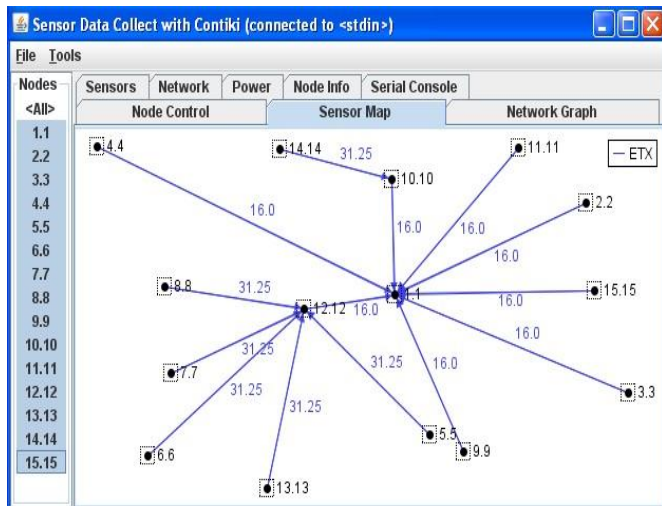 Sensor Data Collect with Contiki (connected to <stdin>)
File Tools
Nodes
<All>
1.1
2.2
3.3
4.4
5.5
6.6
7.7
8.8
9.9
10.10
11.11
12.12
13.13
14.14
15.15
Sensors Network Power Node Info Serial Console
Node Control Sensor Map Network Graph
4.4 14.14 11.11
31.25 ETX
10.10
2.2
16.0
16.0 16.0
16.0
8.8 31.25 1.1 15.15
12.12 16.0 16.0
16.0
31.25 31.25 16.0
7.7
31.25 3.3
31.25
5.5
6.6 9.9
13.13